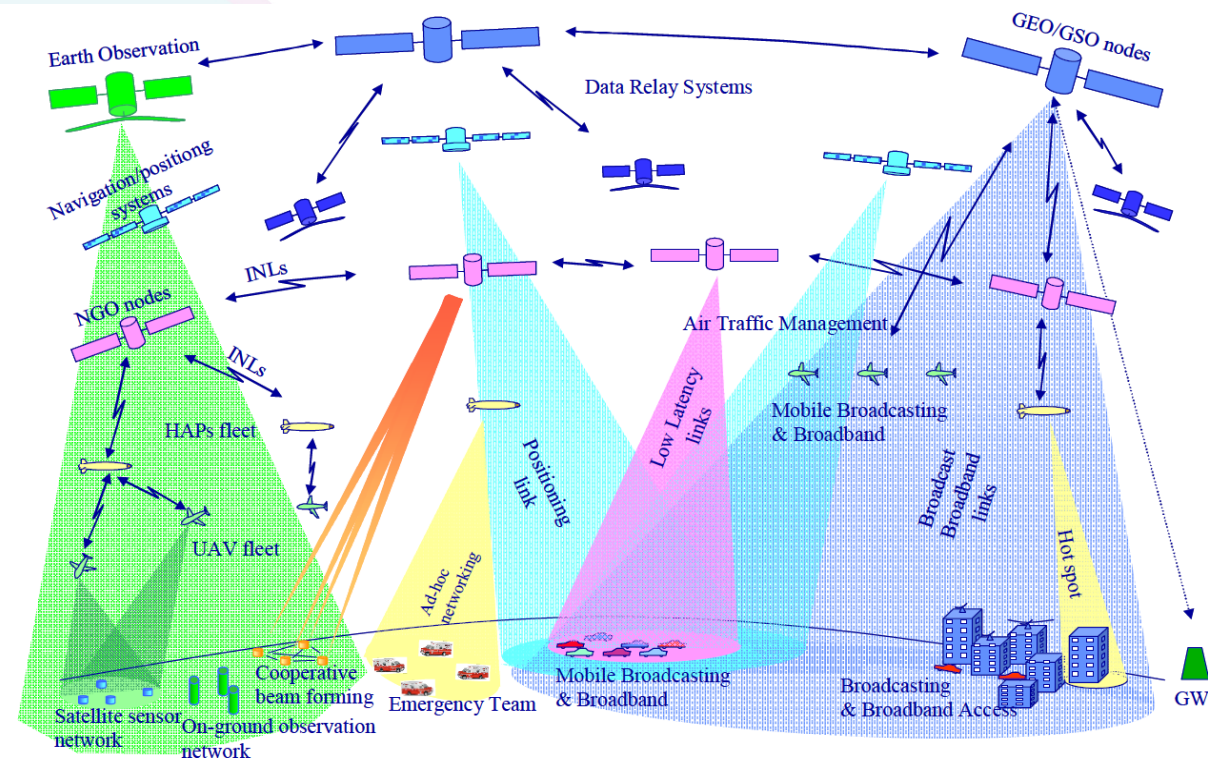 Earth Observation
GEO/GSO nodes
Data Relay Systems
Navigation/positiong
systems
INLs
NGO nodes
INLs
Air Traffic Management
HAPs fleet
Low Latency
links
Mobile Broadcasting
& Broadband
Positioning
link
Broadcast
Broadband
links
UAV fleet
Ad-hoc
networking
Hot spot
Cooperative
beam forming
Emergency Team
Mobile Broadcasting
& Broadband
Broadcasting
& Broadband Access
GW
Satellite sensor
network
On-ground observation
network